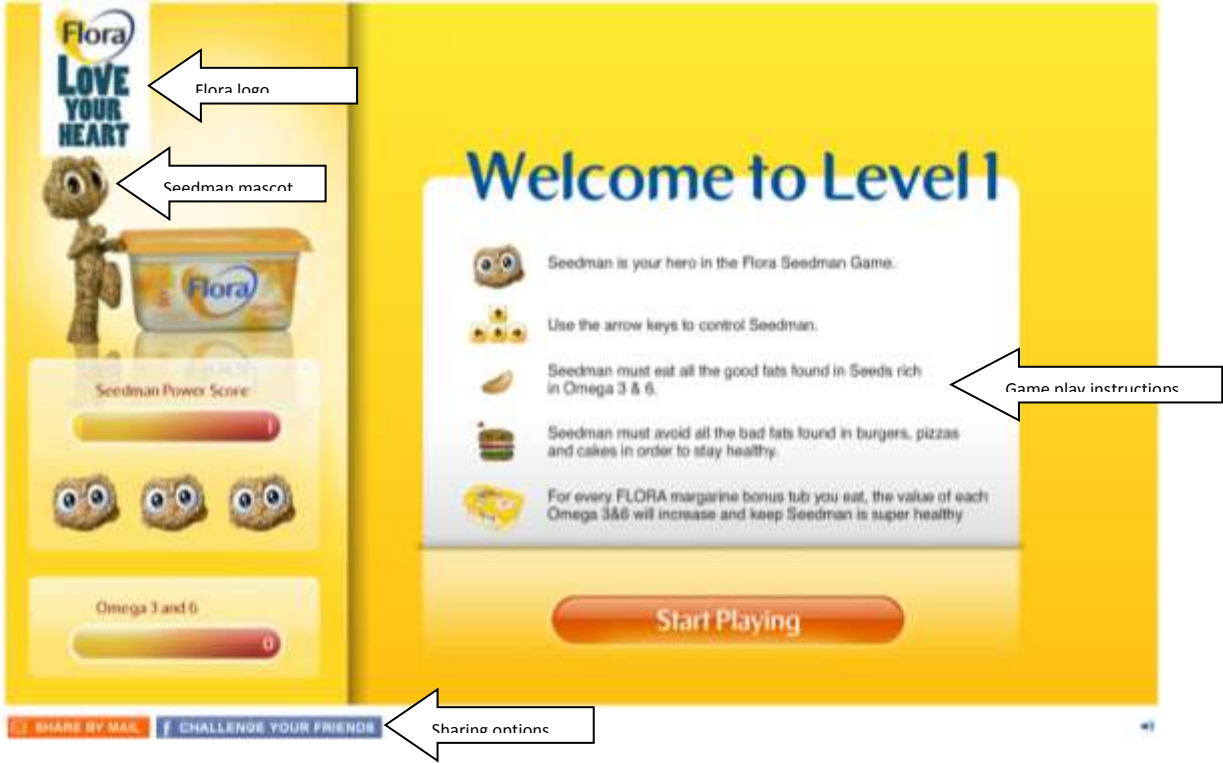 Flora
LOVE
YOUR
HEART
Flora logo
Seedman mascot
Flora
Seedman Power Score
1
Omega 3 and 6
0
Welcome to Level 1
Seedman is your hero in the Flora Seedman Game.
Use the arrow keys to control Seedman.
Seedman must eat all the good fats found in Seeds rich
in Omega 3 & 6.
Seedman must avoid all the bad fats found in burgers, pizzas
and cakes in order to stay healthy.
For every FLORA margarine bonus tub you eat, the value of each
Omega 3&6 will increase and keep Seedman is super healthy
Game play instructions
Start Playing
SHARE BY MAIL
f CHALLENGE YOUR FRIENDS
Sharing options